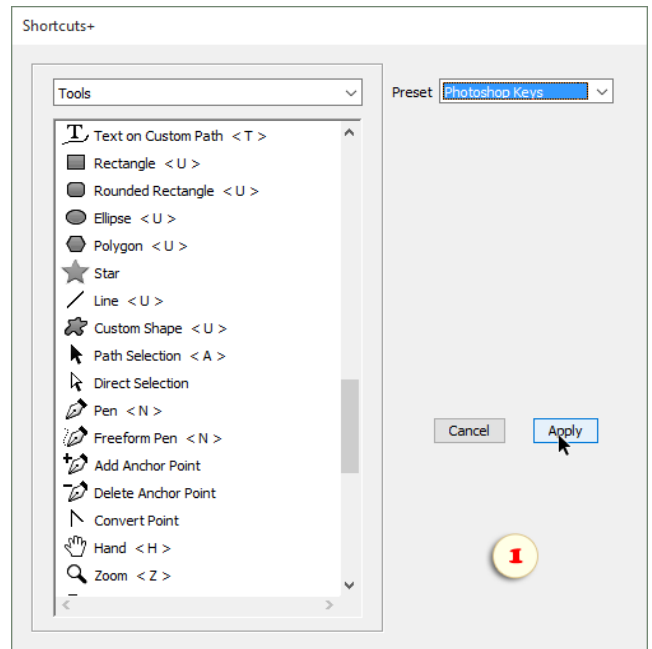 Shortcuts+
Tools
Preset Photoshop Keys
T Text on Custom Path < T >
Rectangle < U >
Rounded Rectangle < U >
Ellipse < U >
Polygon < U >
Star
Line < U >
Custom Shape < U >
Path Selection < A >
Direct Selection
Pen < N >
Freeform Pen < N >
Add Anchor Point
Delete Anchor Point
Convert Point
Hand < H >
Zoom < Z >
Cancel
Apply
1